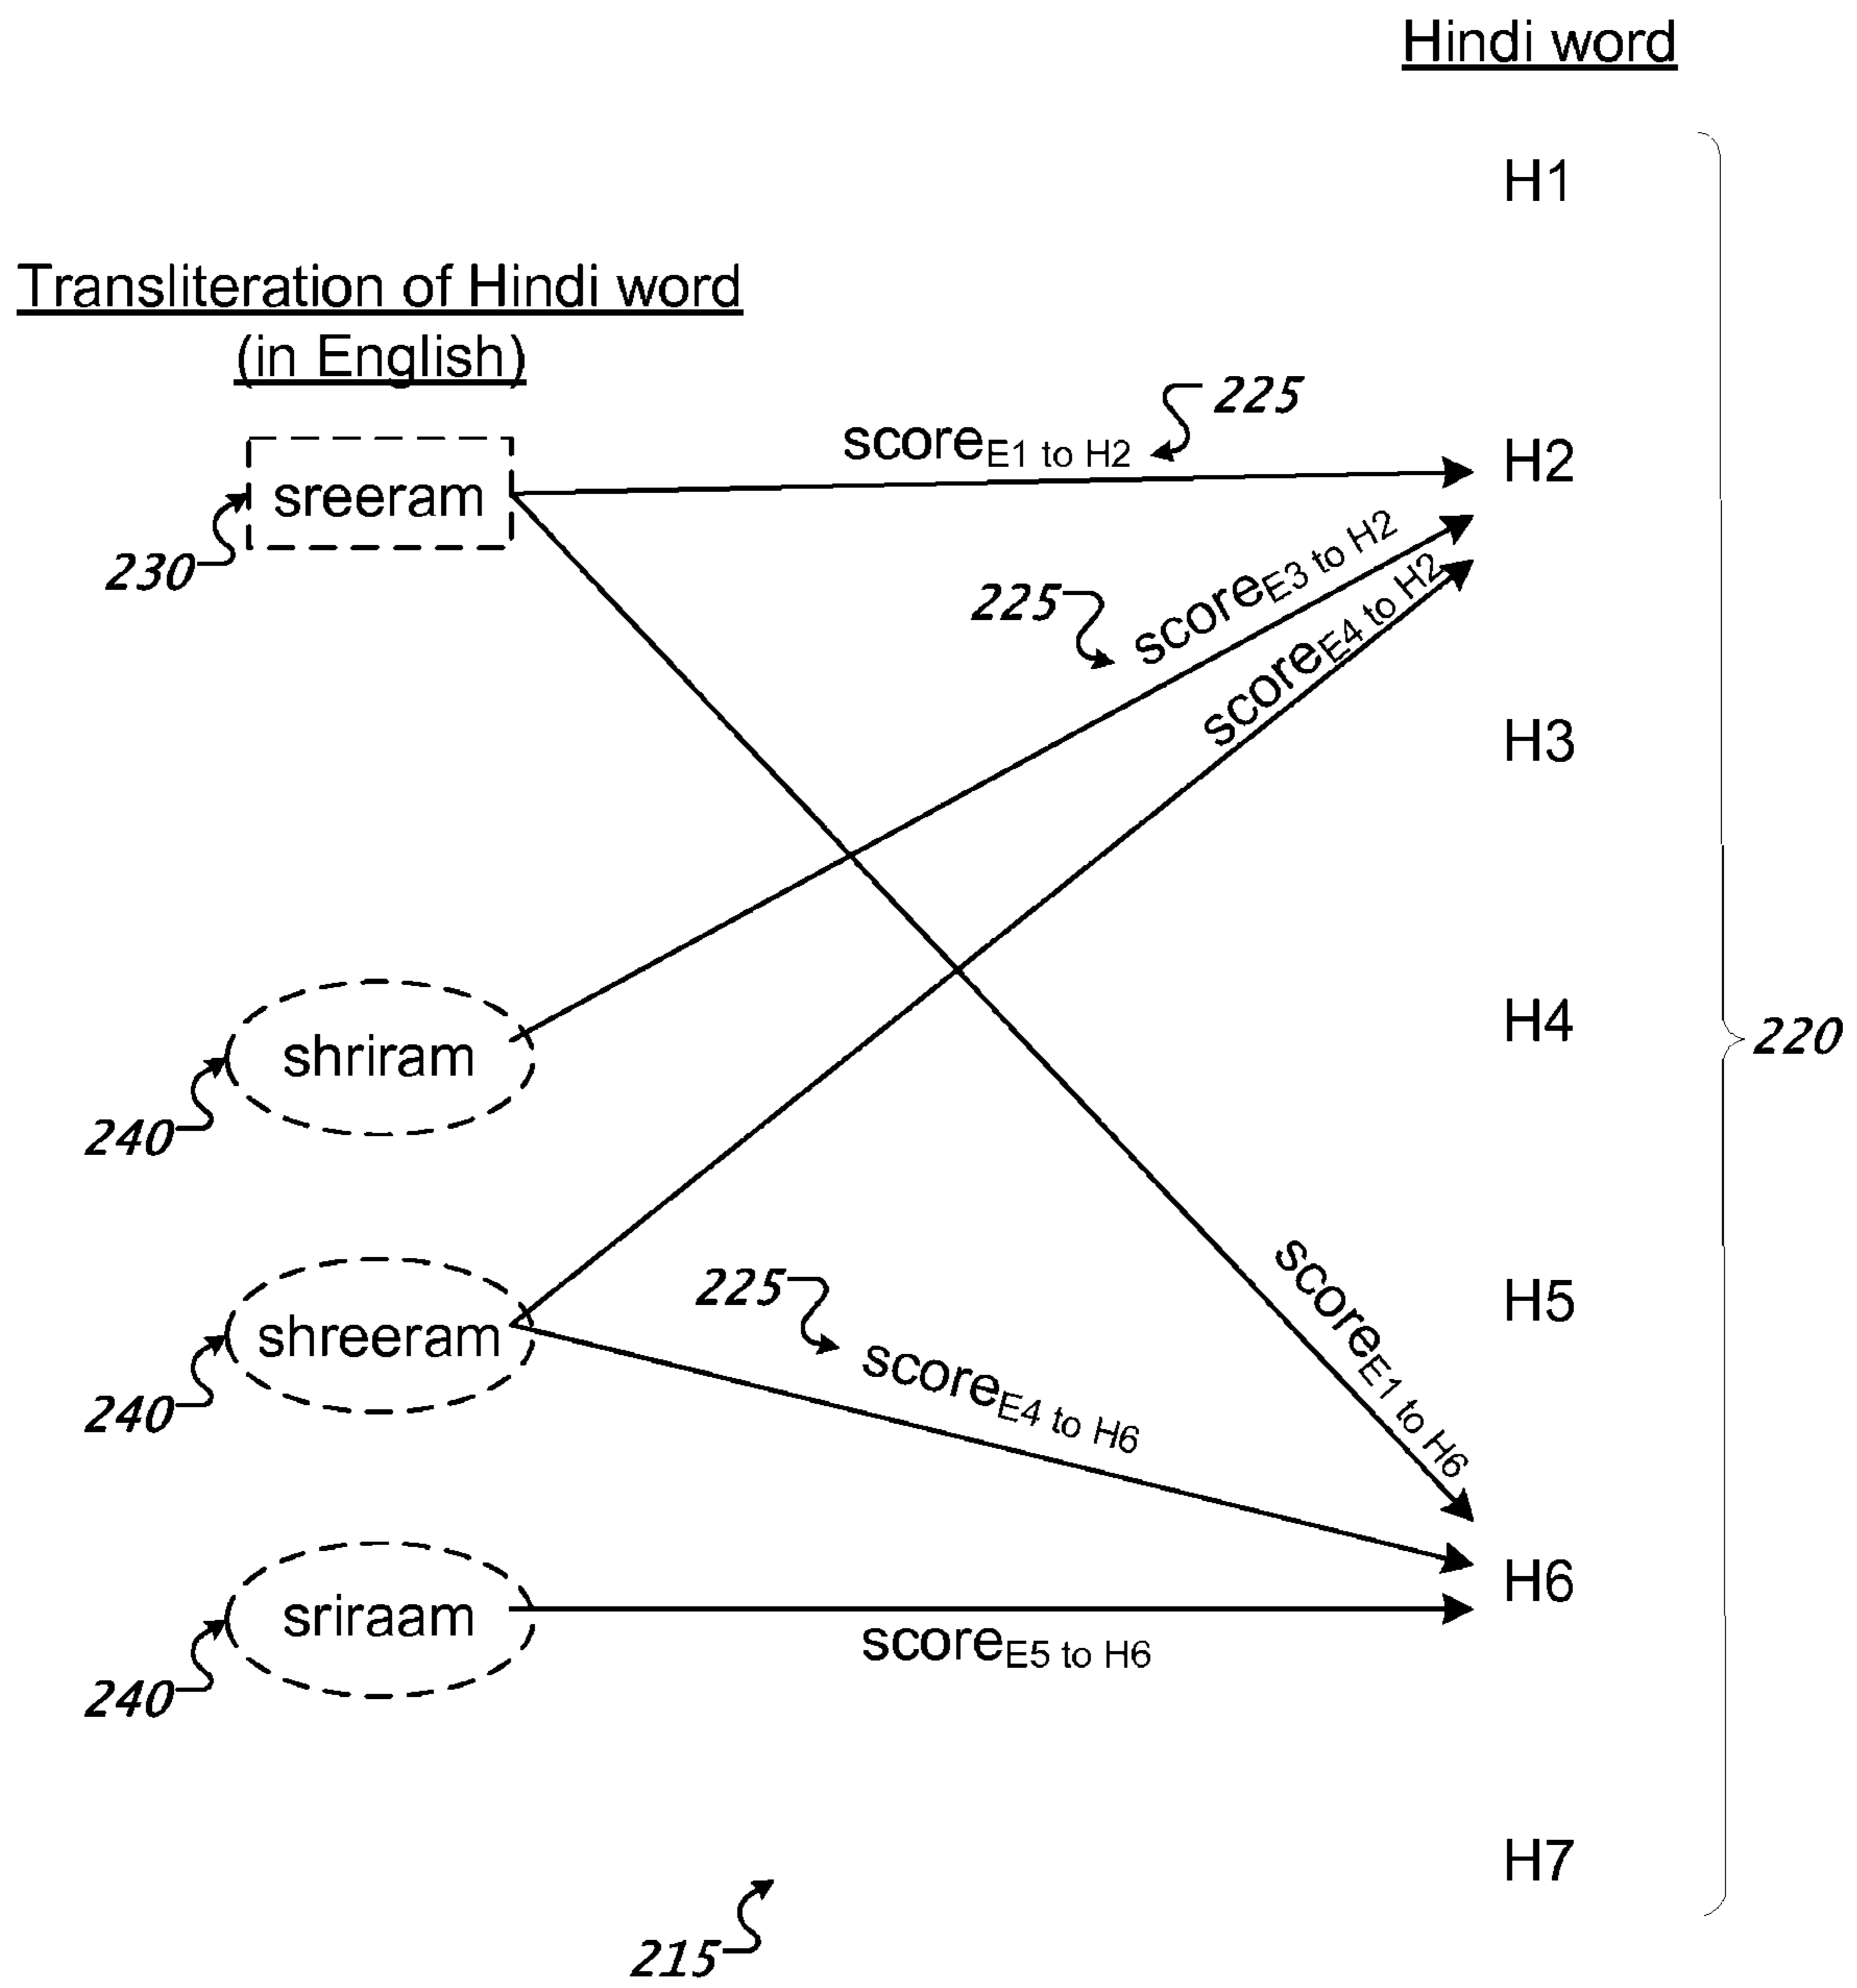 Hindi word
H1
Transliteration of Hindi word
(in English)
225
scoreE1 to H2
H2
sreeram
230
scoreE3 to H2
225
scoreE4 to H2
H3
H4
220
shriram
240
scoreE1 to H6
225
H5
shreeram
scoreE4 to H6
240
H6
sriraam
scoreE5 to H6
240
H7
215